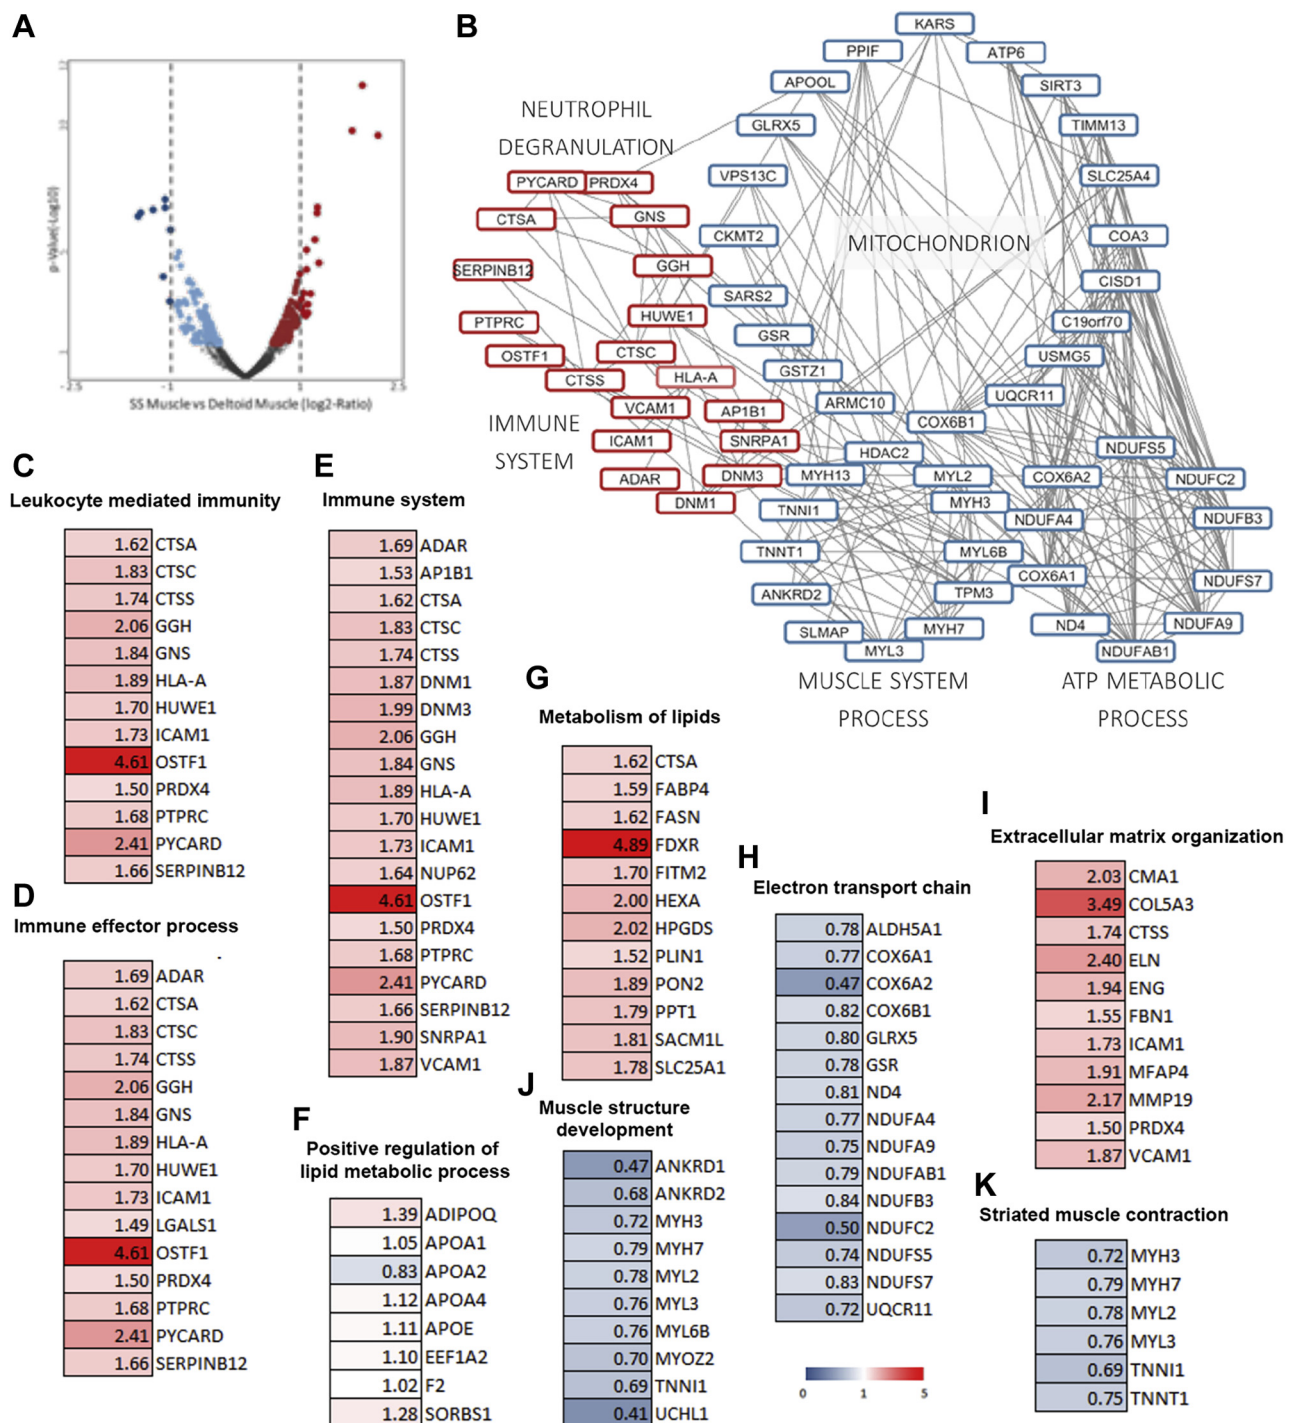 A
p-Value(-Log10)
-2.5
-1
1
2.5
SS Muscle vs Deltoid Muscle (log2-Ratio)
B
NEUTROPHIL
DEGRANULATION
IMMUNE
SYSTEM
MITOCHONDRION
MUSCLE SYSTEM
PROCESS
ATP METABOLIC
PROCESS
KARS
PPIF
ATP6
APOOL
SIRT3
GLRX5
TIMM13
VPS13C
SLC25A4
PYCARD
PRDX4
CTSA
GNS
CKMT2
COA3
SERPINB12
GGH
CISD1
SARS2
PTPRC
HUWE1
GSR
C19orf70
OSTF1
CTSC
USMG5
CTSS
HLA-A
GSTZ1
UQCR11
VCAM1
AP1B1
ARMC10
COX6B1
ICAM1
SNRPA1
HDAC2
NDUFS5
ADAR
DNM3
MYH13
MYL2
COX6A2
NDUFC2
DNM1
TNNI1
MYH3
NDUFA4
NDUFB3
TNNT1
MYL6B
COX6A1
NDUFS7
ANKRD2
TPM3
SLMAP
MYH7
ND4
NDUFA9
MYL3
NDUFAB1
C
Leukocyte mediated immunity
1.62 CTSA
1.83 CTSC
1.74 CTSS
2.06 GGH
1.84 GNS
1.89 HLA-A
1.70 HUWE1
1.73 ICAM1
4.61 OSTF1
1.50 PRDX4
1.68 PTPRC
2.41 PYCARD
1.66 SERPINB12
D
Immune effector process
1.69 ADAR
1.62 CTSA
1.83 CTSC
1.74 CTSS
2.06 GGH
1.84 GNS
1.89 HLA-A
1.70 HUWE1
1.73 ICAM1
1.49 LGALS1
4.61 OSTF1
1.50 PRDX4
1.68 PTPRC
2.41 PYCARD
1.66 SERPINB12
E
Immune system
1.69 ADAR
1.53 AP1B1
1.62 CTSA
1.83 CTSC
1.74 CTSS
1.87 DNM1
1.99 DNM3
2.06 GGH
1.84 GNS
1.89 HLA-A
1.70 HUWE1
1.73 ICAM1
1.64 NUP62
4.61 OSTF1
1.50 PRDX4
1.68 PTPRC
2.41 PYCARD
1.66 SERPINB12
1.90 SNRPA1
1.87 VCAM1
F
Positive regulation of
lipid metabolic process
1.39 ADIPOQ
1.05 APOA1
0.83 APOA2
1.12 APOA4
1.11 APOE
1.10 EEF1A2
1.02 F2
1.28 SORBS1
G
Metabolism of lipids
1.62 CTSA
1.59 FABP4
1.62 FASN
4.89 FDXR
1.70 FITM2
2.00 HEXA
2.02 HPGDS
1.52 PLIN1
1.89 PON2
1.79 PPT1
1.81 SACM1L
1.78 SLC25A1
H
Electron transport chain
0.78 ALDH5A1
0.77 COX6A1
0.47 COX6A2
0.82 COX6B1
0.80 GLRX5
0.78 GSR
0.81 ND4
0.77 NDUFA4
0.75 NDUFA9
0.79 NDUFAB1
0.84 NDUFB3
0.50 NDUFC2
0.74 NDUFS5
0.83 NDUFS7
0.72 UQCR11
0 1 5
I
Extracellular matrix organization
2.03 CMA1
3.49 COL5A3
1.74 CTSS
2.40 ELN
1.94 ENG
1.55 FBN1
1.73 ICAM1
1.91 MFAP4
2.17 MMP19
1.50 PRDX4
1.87 VCAM1
J
Muscle structure
development
0.47 ANKRD1
0.68 ANKRD2
0.72 MYH3
0.79 MYH7
0.78 MYL2
0.76 MYL3
0.76 MYL6B
0.70 MYOZ2
0.69 TNNI1
0.41 UCHL1
K
Striated muscle contraction
0.72 MYH3
0.79 MYH7
0.78 MYL2
0.76 MYL3
0.69 TNNI1
0.75 TNNT1